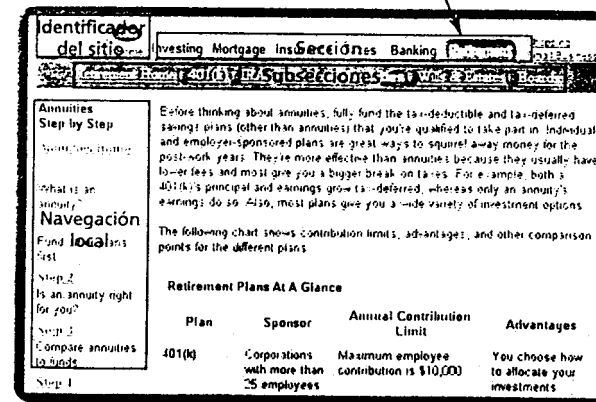 Identificador
del sitio
Investing Mortgage Secciones Banking
Subsecciones
Annuities
Step by Step
What is an
annuity?
Navegación
local
Fund
first
Step 2
Is an annuity right
for you?
Step 3
Compare annuities
to funds
Step 4
Before thinking about annuities, fully fund the tax-deductible and tax-deferred
savings plans (other than annuities) that you're qualified to take part in. Individual
and employer-sponsored plans are great ways to squirrel away money for the
post-work years. They're more effective than annuities because they usually have
lower fees and most give you a bigger break on taxes. For example, both a
401(k)'s principal and earnings grow tax-deferred, whereas only an annuity's
earnings do so. Also, most plans give you a wide variety of investment options.
The following chart shows contribution limits, advantages, and other comparison
points for the different plans
Retirement Plans At A Glance
Plan Sponsor Annual Contribution Limit Advantages
401(k) Corporations with more than 25 employees Maximum employee contribution is $10,000 You choose how to allocate your investments